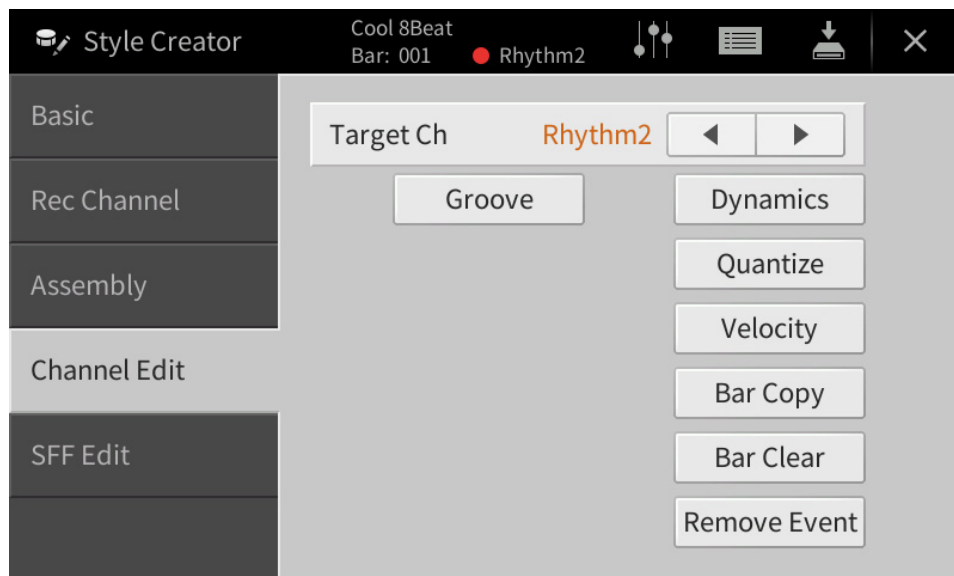 Style Creator
Cool 8Beat
Bar: 001 Rhythm2
Basic
Rec Channel
Assembly
Channel Edit
SFF Edit
Target Ch Rhythm2
Groove
Dynamics
Quantize
Velocity
Bar Copy
Bar Clear
Remove Event